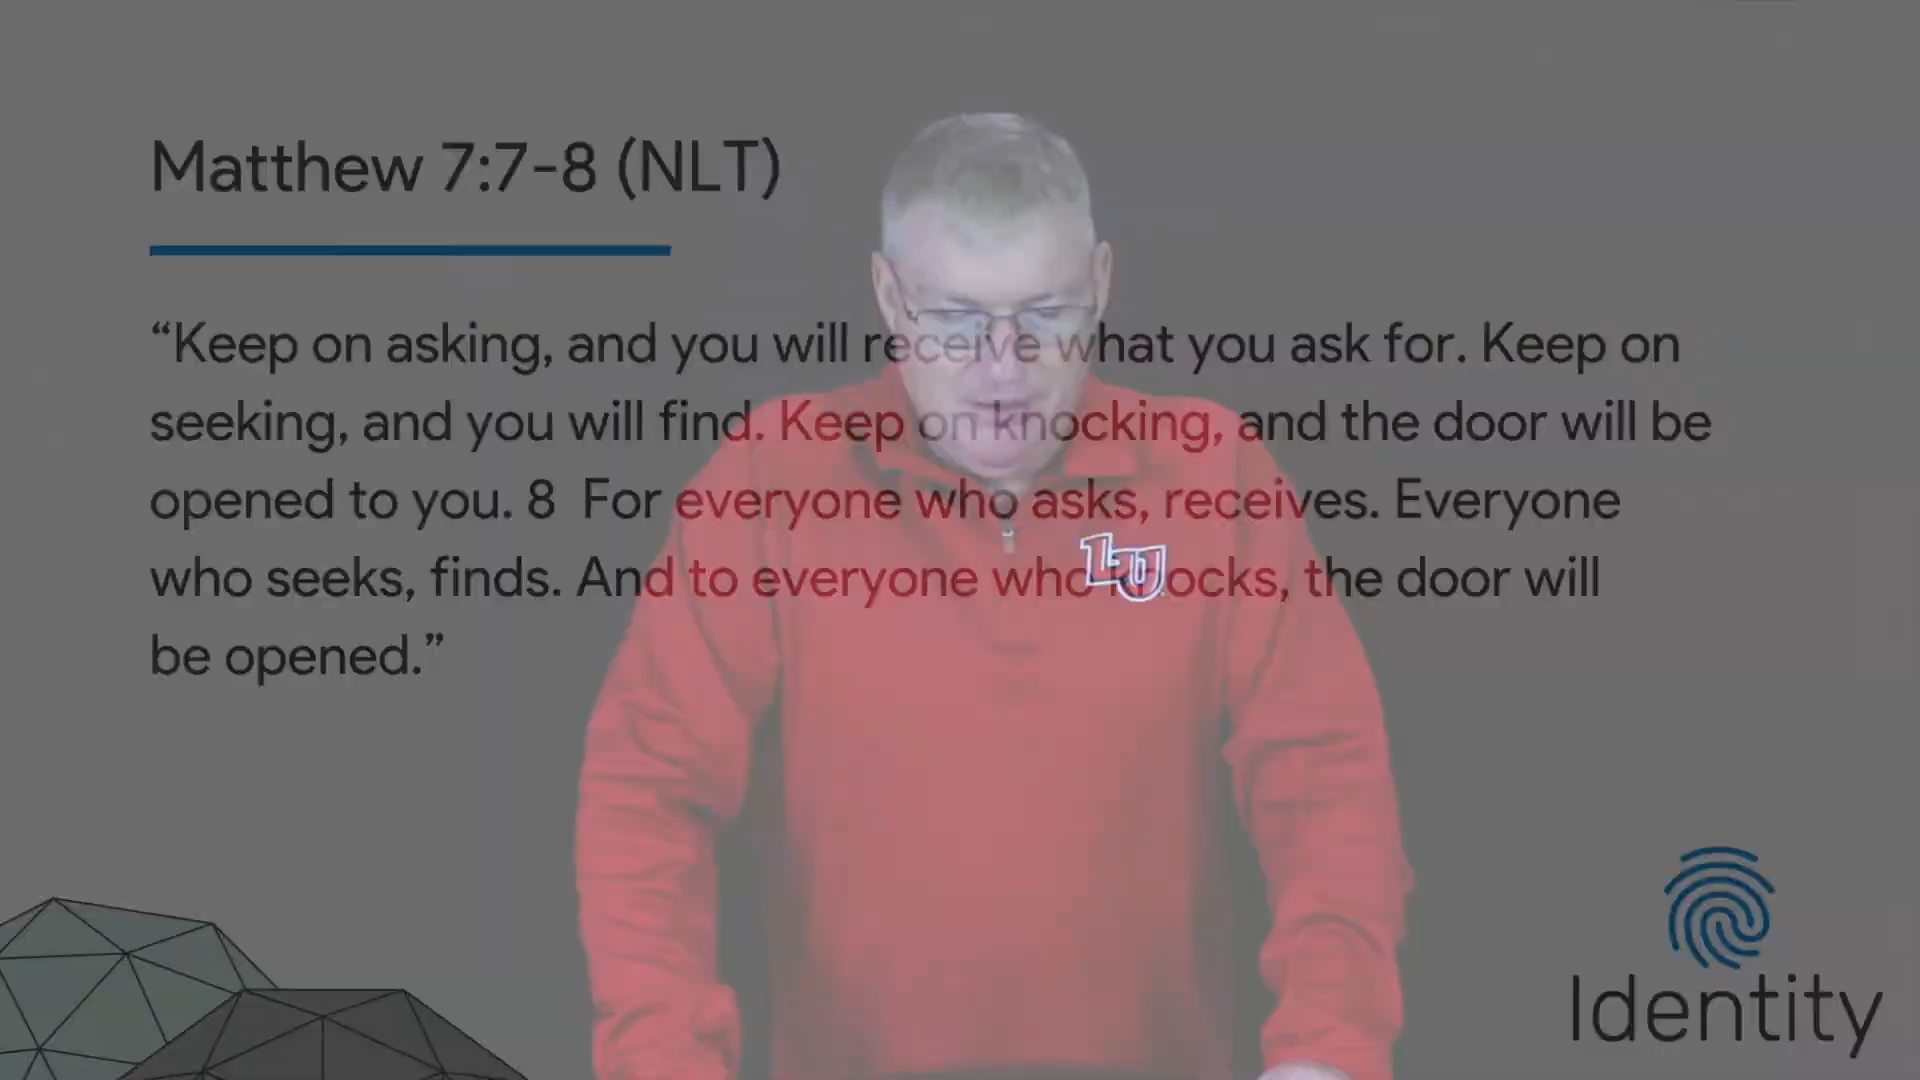 Matthew 7:7-8 (NLT)
“Keep on asking, and you will receive what you ask for. Keep on
seeking, and you will find. Keep on knocking, and the door will be
opened to you. 8  For everyone who asks, receives. Everyone
who seeks, finds. And to everyone who knocks, the door will
be opened.”
LU
Identity